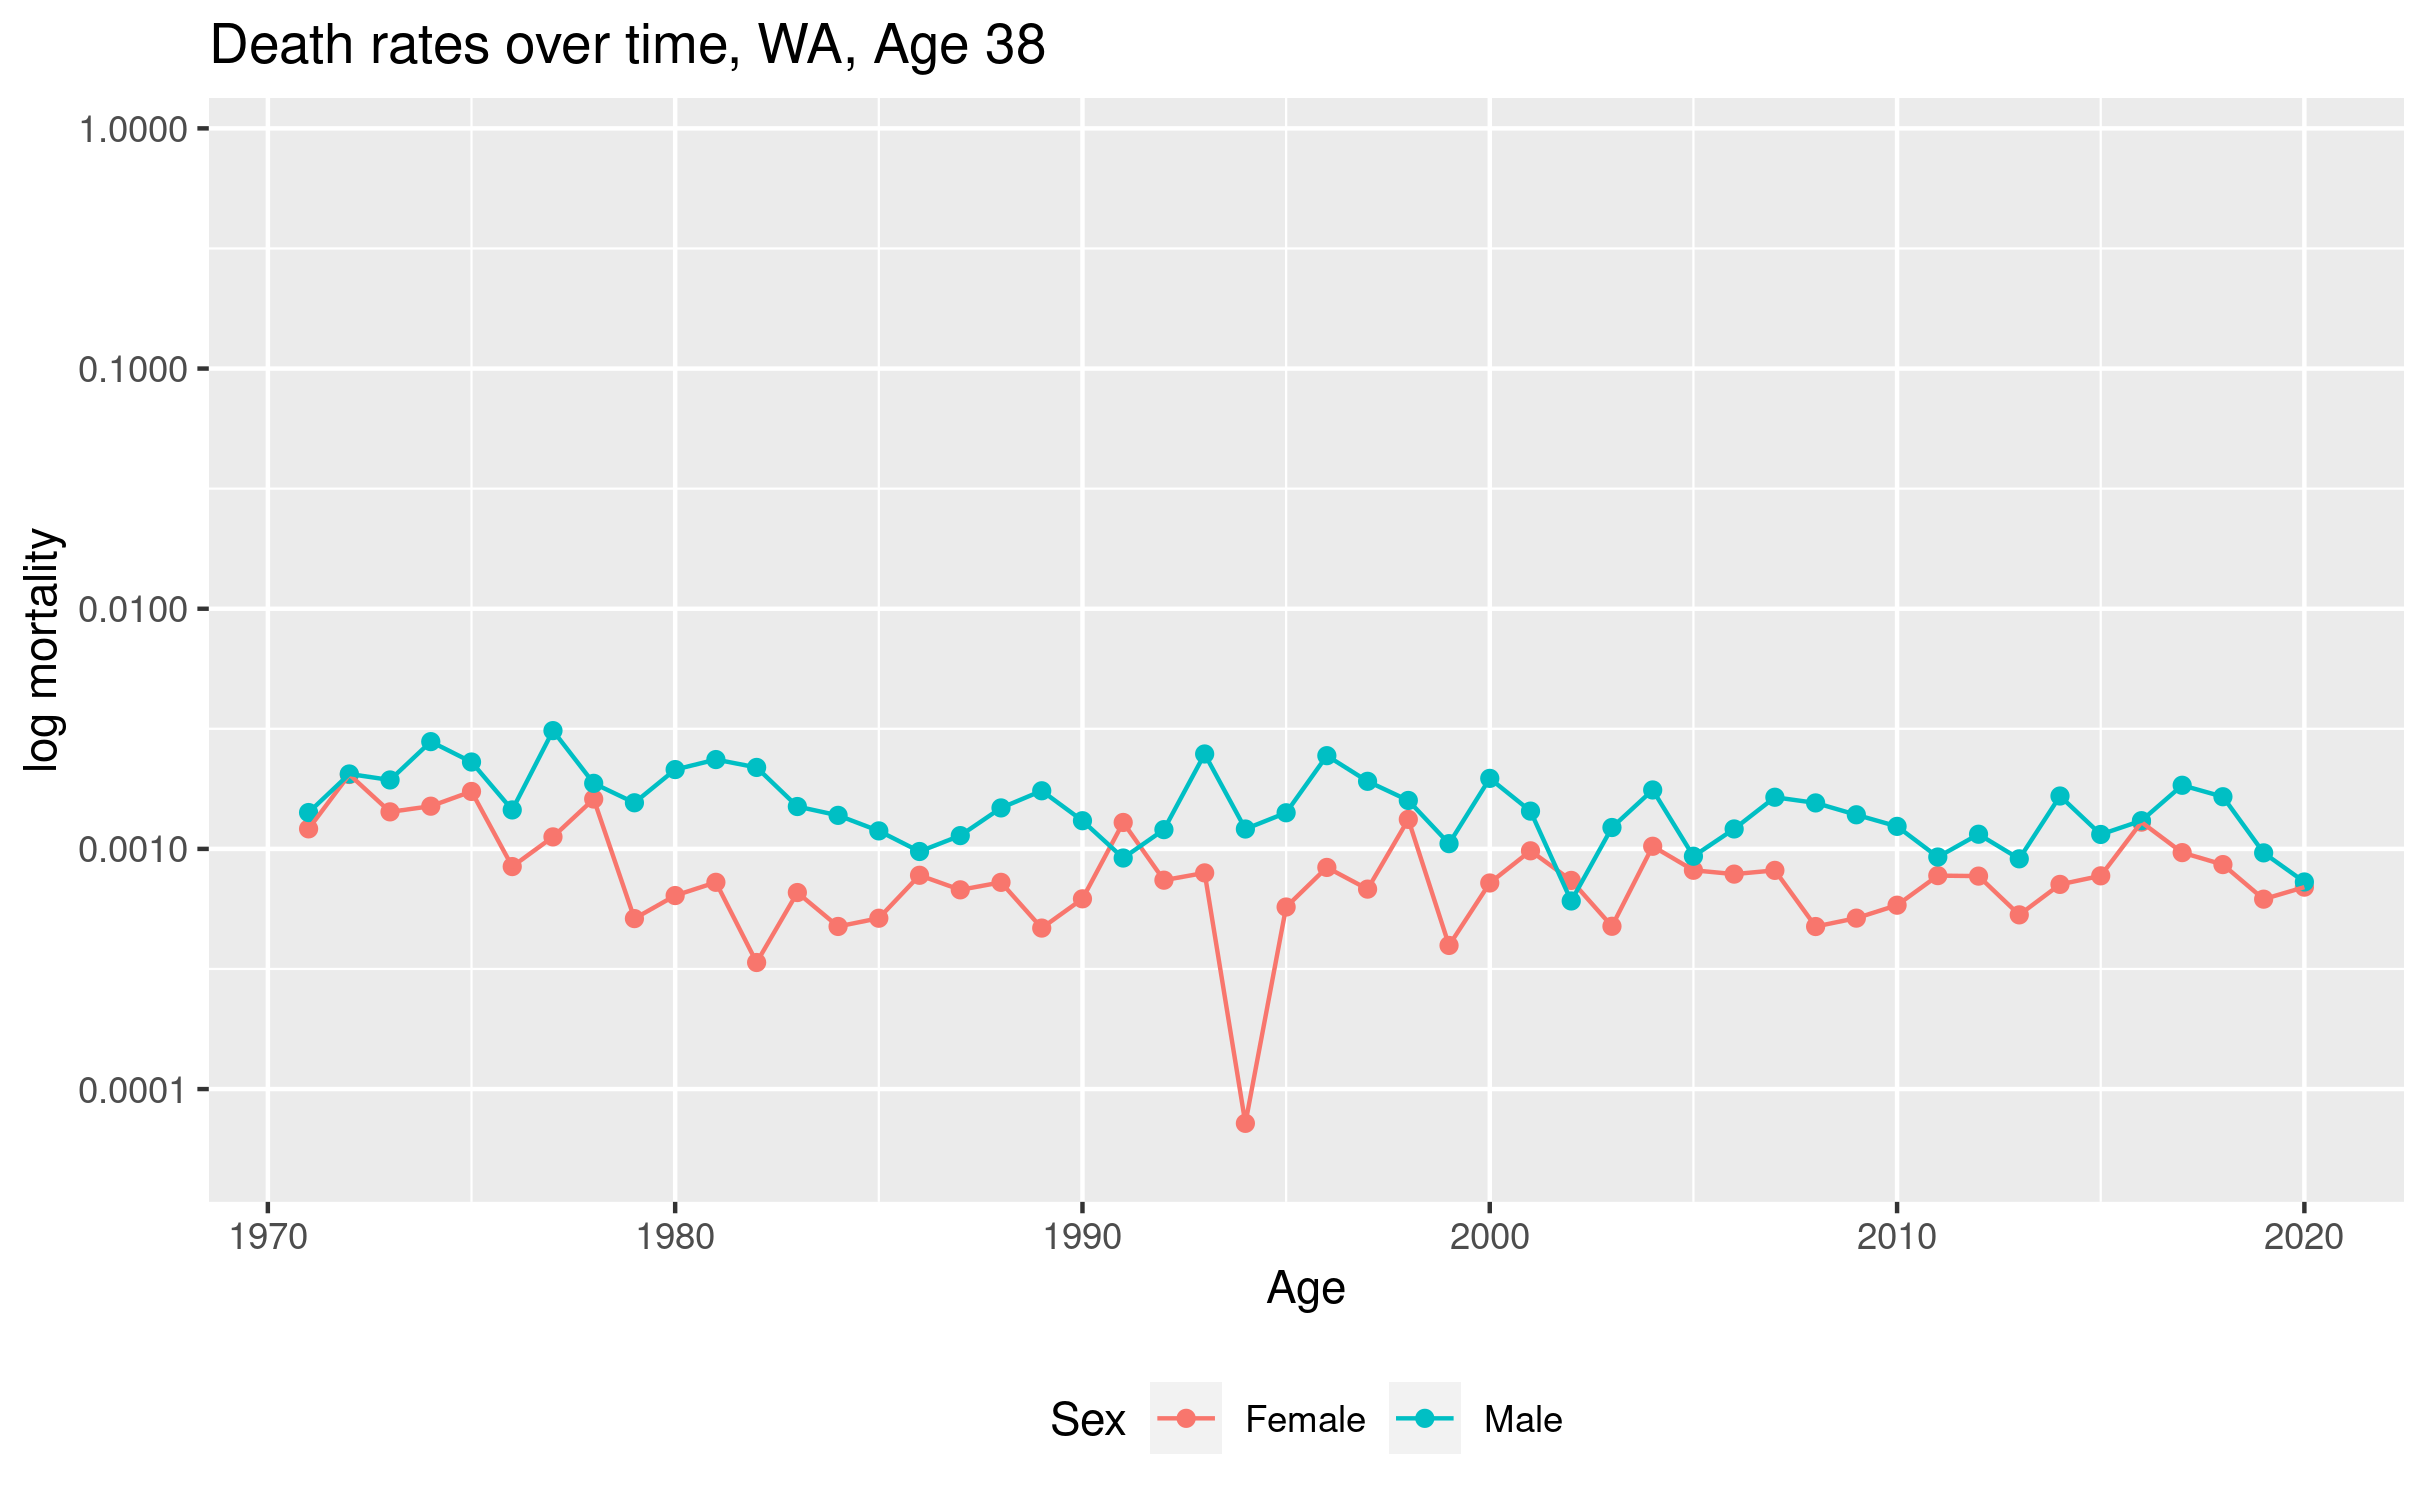 Death rates over time, WA, Age 38
log mortality
1.0000
0.1000
0.0100
0.0010
0.0001
1970 1980 1990 2000 2010 2020
Age
Sex Female Male